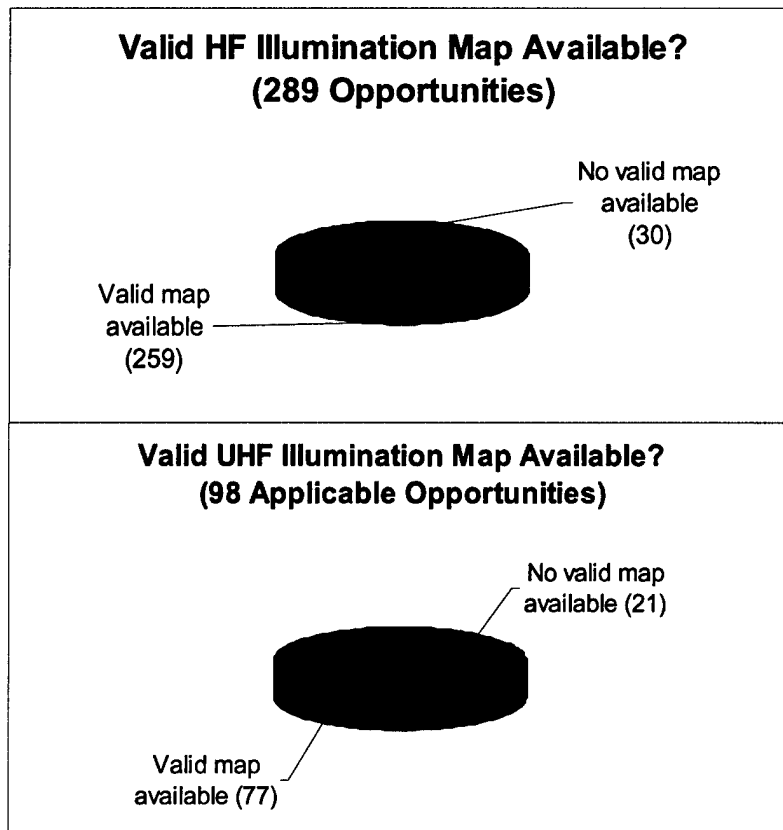 Valid HF Illumination Map Available?
(289 Opportunities)
No valid map
available
(30)
Valid map
available
(259)
Valid UHF Illumination Map Available?
(98 Applicable Opportunities)
No valid map
available (21)
Valid map
available (77)